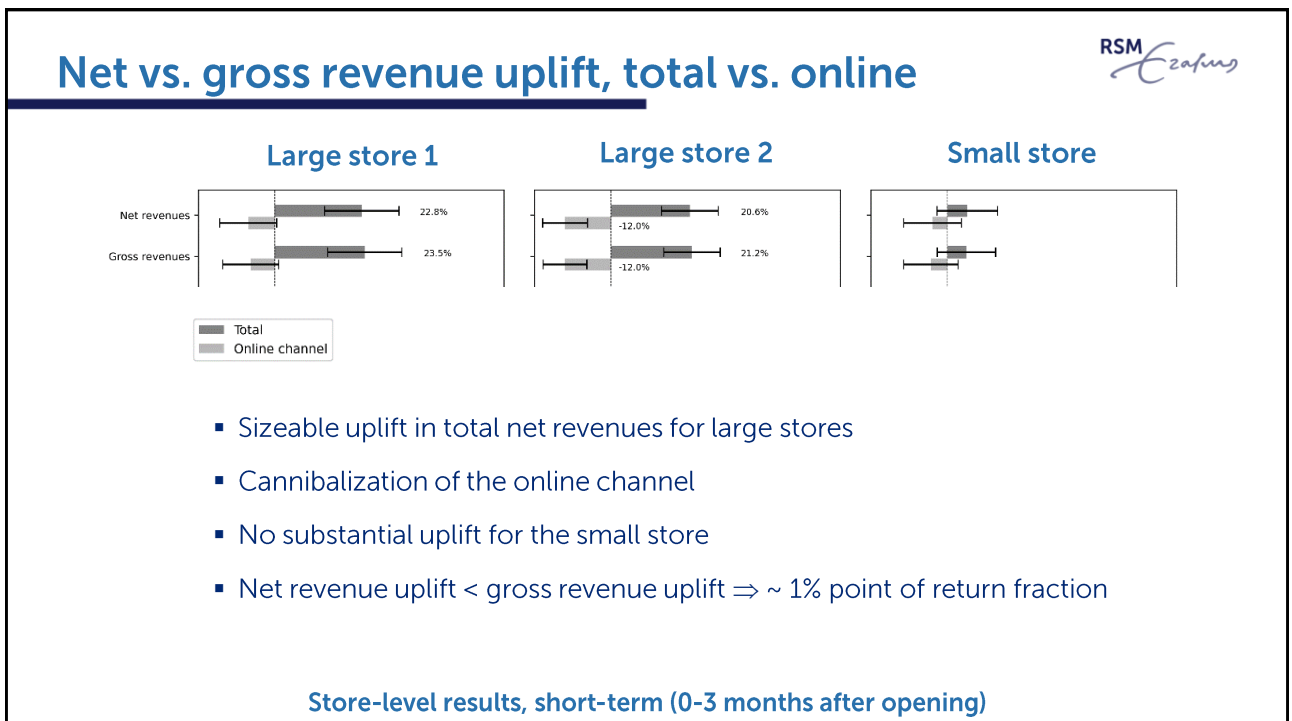 Net vs. gross revenue uplift, total vs. online
RSM
Erasmus
Large store 1
Large store 2
Small store
Net revenues
22.8%
20.6%
-12.0%
Gross revenues
23.5%
21.2%
-12.0%
Total
Online channel
▪ Sizeable uplift in total net revenues for large stores
▪ Cannibalization of the online channel
▪ No substantial uplift for the small store
▪ Net revenue uplift < gross revenue uplift ⇒ ~ 1% point of return fraction
Store-level results, short-term (0-3 months after opening)